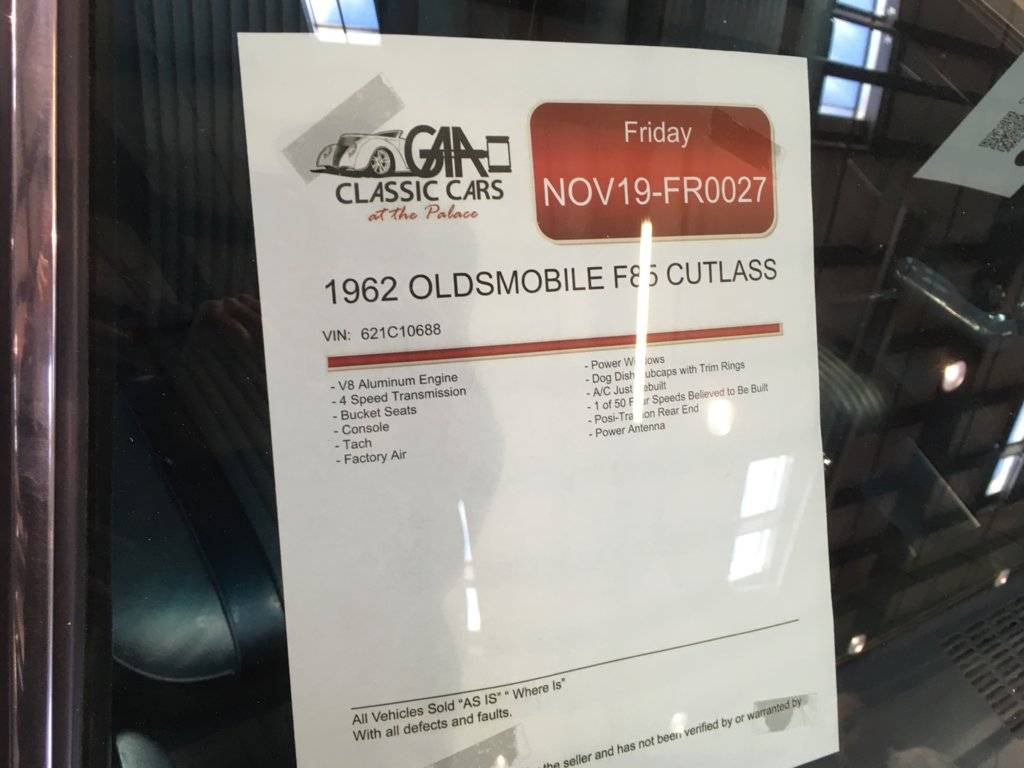 GAA
CLASSIC CARS
at the Palace
Friday
NOV19-FR0027
1962 OLDSMOBILE F85 CUTLASS
VIN: 621C10688
- V8 Aluminum Engine
- 4 Speed Transmission
- Bucket Seats
- Console
- Tach
- Factory Air
- Power Windows
- Dog Dish Hubcaps with Trim Rings
- A/C Just Rebuilt
- 1 of 50 Four Speeds Believed to Be Built
- Posi-Traction Rear End
- Power Antenna
All Vehicles Sold "AS IS" " Where Is"
With all defects and faults.
the seller and has not been verified by or warranted by